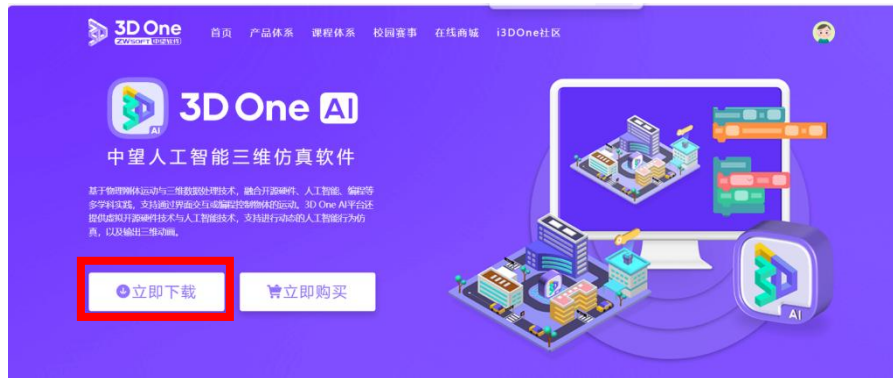 3D One
ZWSOFT 中望软件
首页 产品体系 课程体系 校园赛事 在线商城 i3DOne社区
3D One AI
AI
中望人工智能三维仿真软件
基于物理刚体运动与三维数据处理技术，融合开源硬件、人工智能、编程等
多学科实践，支持通过界面交互或编程控制物体的运动。3D One AI平台还
提供虚拟开源硬件技术与人工智能技术，支持进行动态的人工智能行为仿
真，以及输出三维动画。
立即下载
立即购买
AI